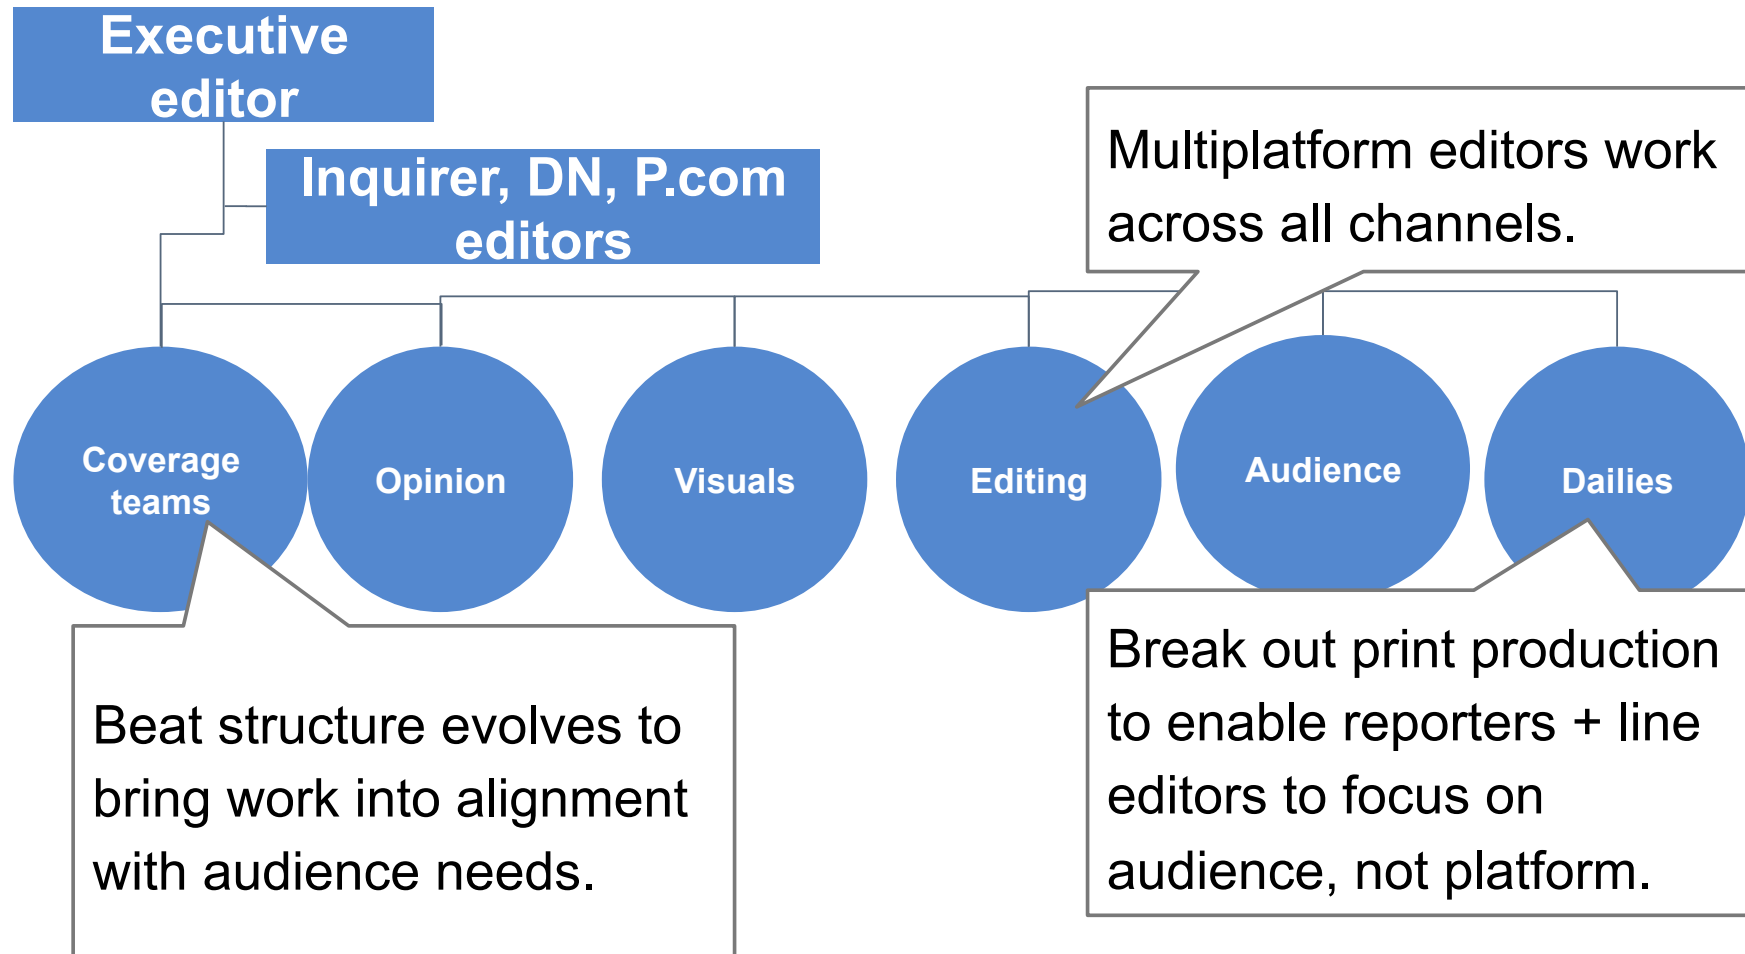 Executive
editor
Inquirer, DN, P.com
editors
Multiplatform editors work
across all channels.
Coverage
teams
Opinion
Visuals
Editing
Audience
Dailies
Beat structure evolves to
bring work into alignment
with audience needs.
Break out print production
to enable reporters + line
editors to focus on
audience, not platform.